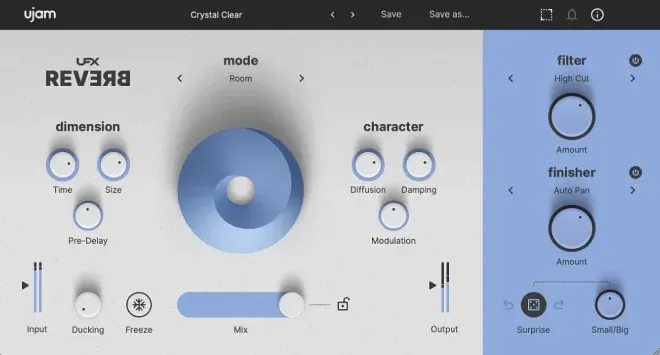 ujam
Crystal Clear
Save
Save as...
UFX
REVERB
mode
Room
dimension
Time
Size
Pre-Delay
character
Diffusion
Damping
Modulation
Input
Ducking
Freeze
Mix
Output
filter
High Cut
Amount
finisher
Auto Pan
Amount
Surprise
Small/Big